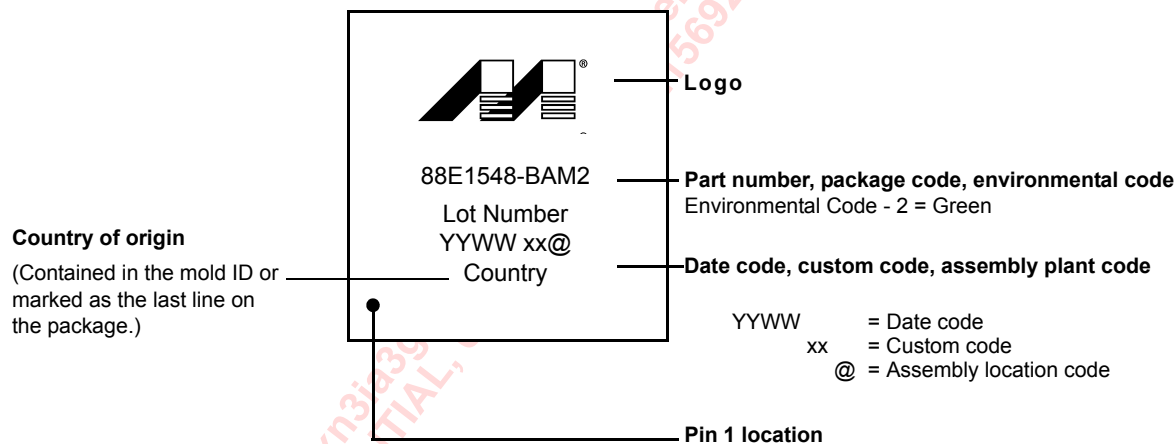 ®
Logo
88E1548-BAM2
Part number, package code, environmental code
Environmental Code - 2 = Green
Lot Number
YYWW xx@
Country
Country of origin
(Contained in the mold ID or
marked as the last line on
the package.)
Date code, custom code, assembly plant code
YYWW = Date code
xx = Custom code
@ = Assembly location code
Pin 1 location